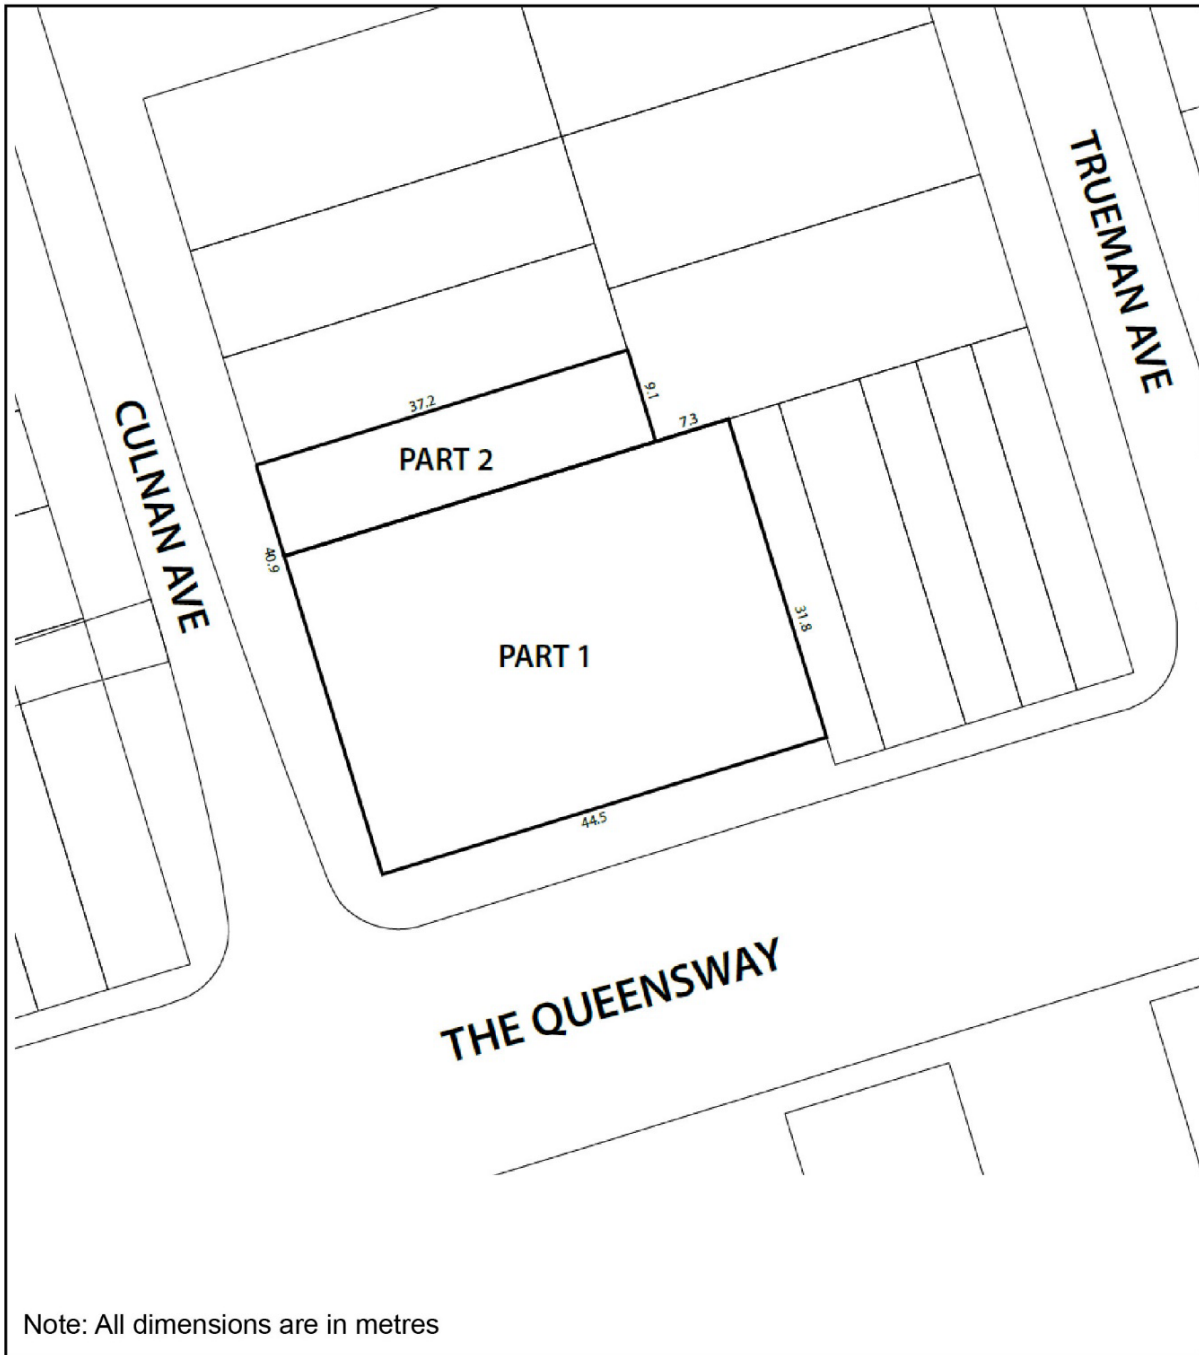 TRUEMAN AVE
CULNAN AVE
37.2
9.1
7.3
PART 2
40.9
31.8
PART 1
44.5
THE QUEENSWAY
Note: All dimensions are in metres